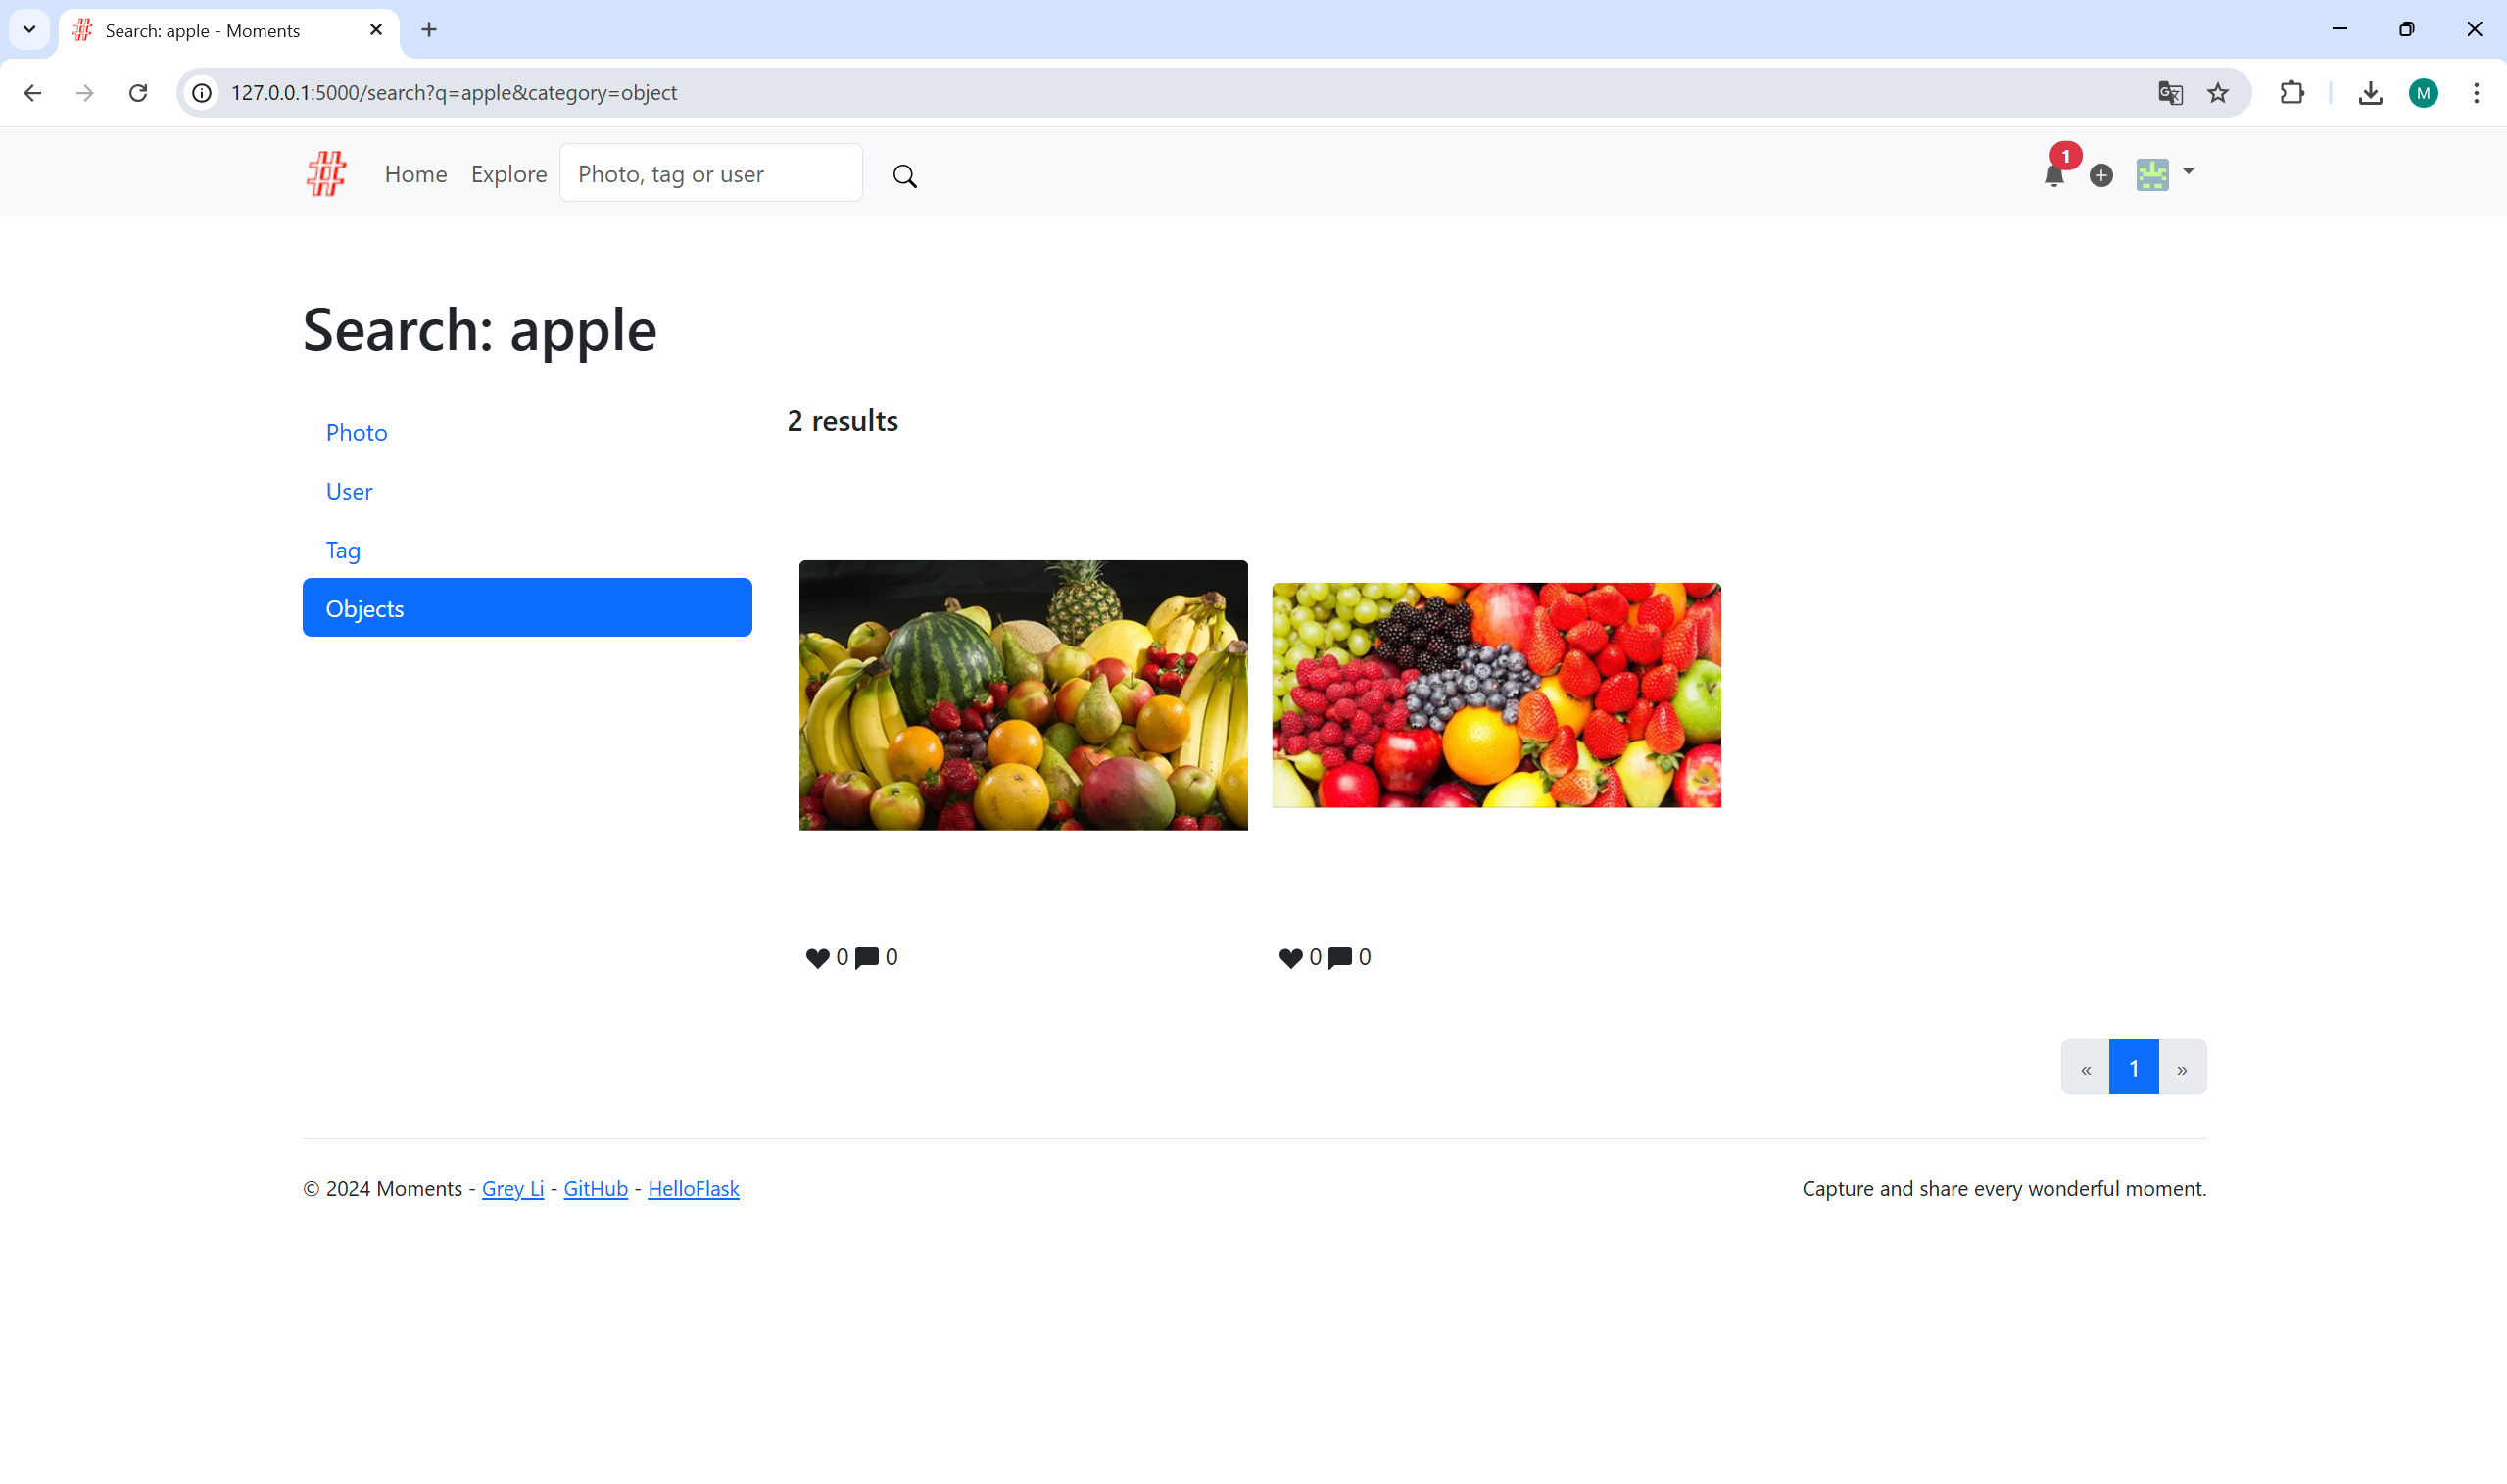 Search: apple - Moments
127.0.0.1:5000/search?q=apple&category=object
M
# Home Explore Photo, tag or user 1
Search: apple
Photo
User
Tag
Objects
2 results
0 0
0 0
« 1 »
© 2024 Moments - Grey Li - GitHub - HelloFlask
Capture and share every wonderful moment.